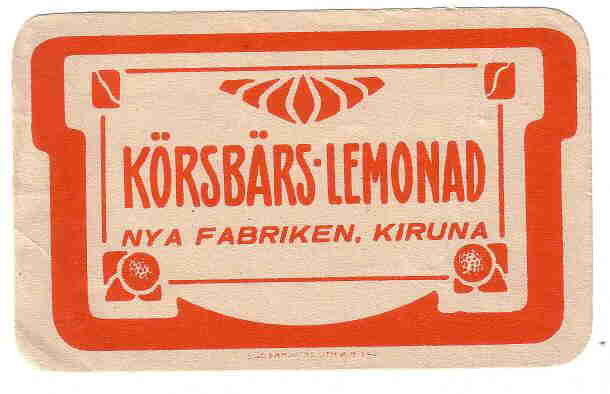 KÖRSBÄRS-LEMONAD
NYA FABRIKEN, KIRUNA